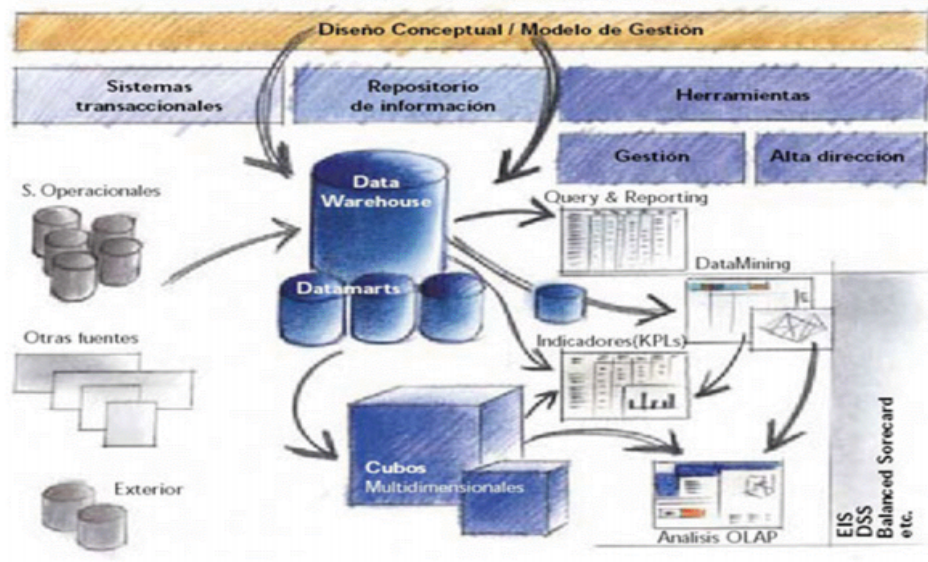 Diseño Conceptual / Modelo de Gestión
Sistemas
transaccionales
Repositorio
de información
Herramientas
Gestión
Alta dirección
S. Operacionales
Data
Warehouse
Query & Reporting
DataMining
Datamarts
Otras fuentes
Indicadores(KPLs)
Cubos
Multidimensionales
Exterior
Analisis OLAP
EIS
DSS
Balanced Sorecard
etc.